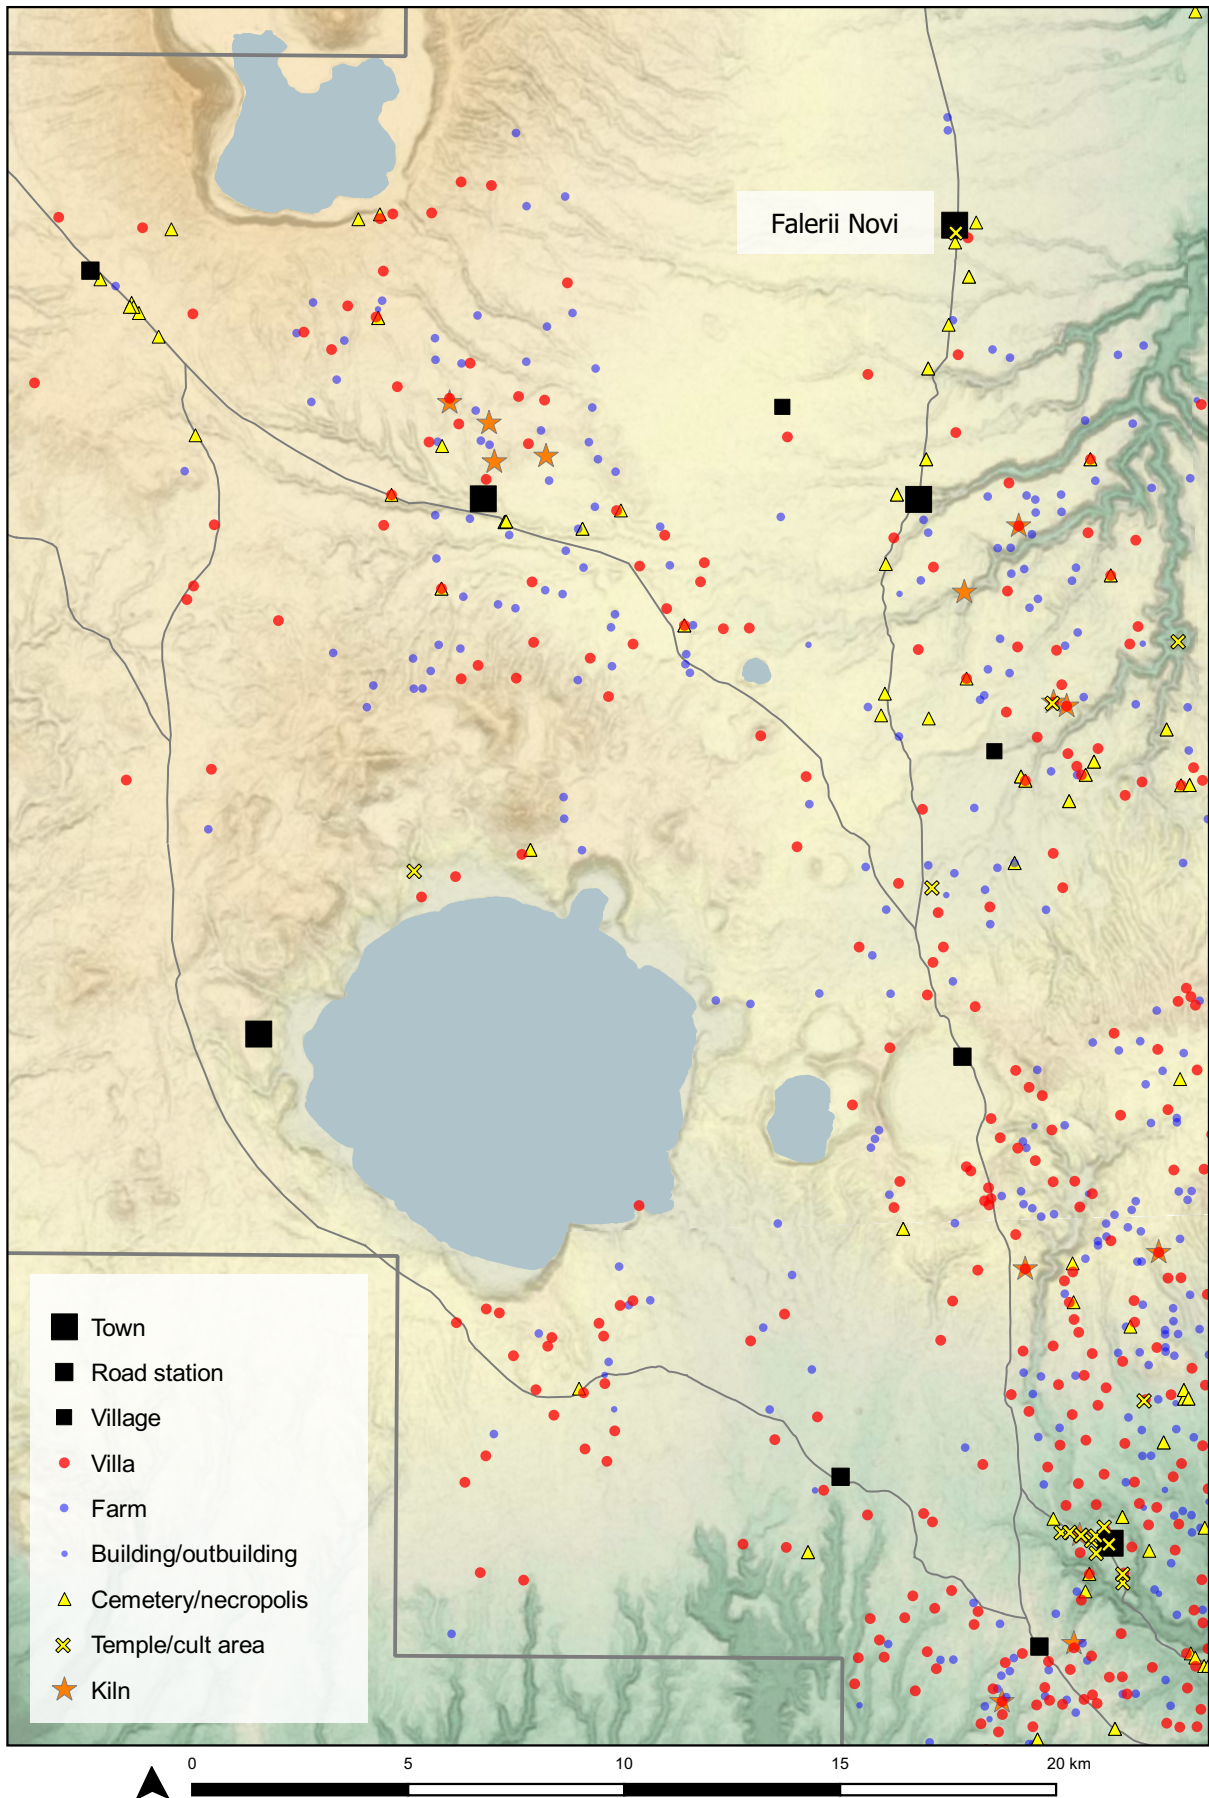 Falerii Novi
Town
Road station
Village
Villa
Farm
Building/outbuilding
Cemetery/necropolis
Temple/cult area
Kiln
0 5 10 15 20 km